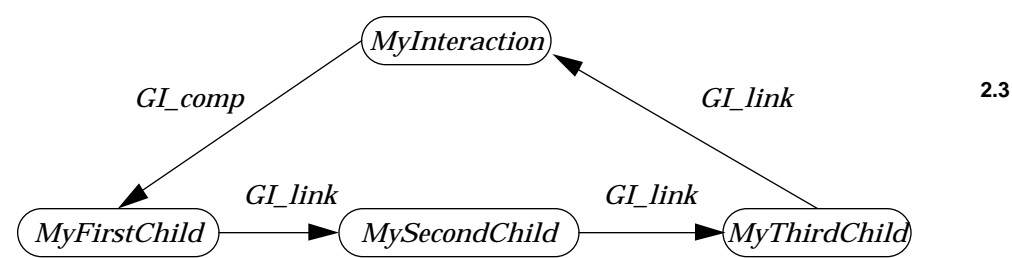 MyInteraction
GI_comp
GI_link
2.3
GI_link
GI_link
MyFirstChild
MySecondChild
MyThirdChild